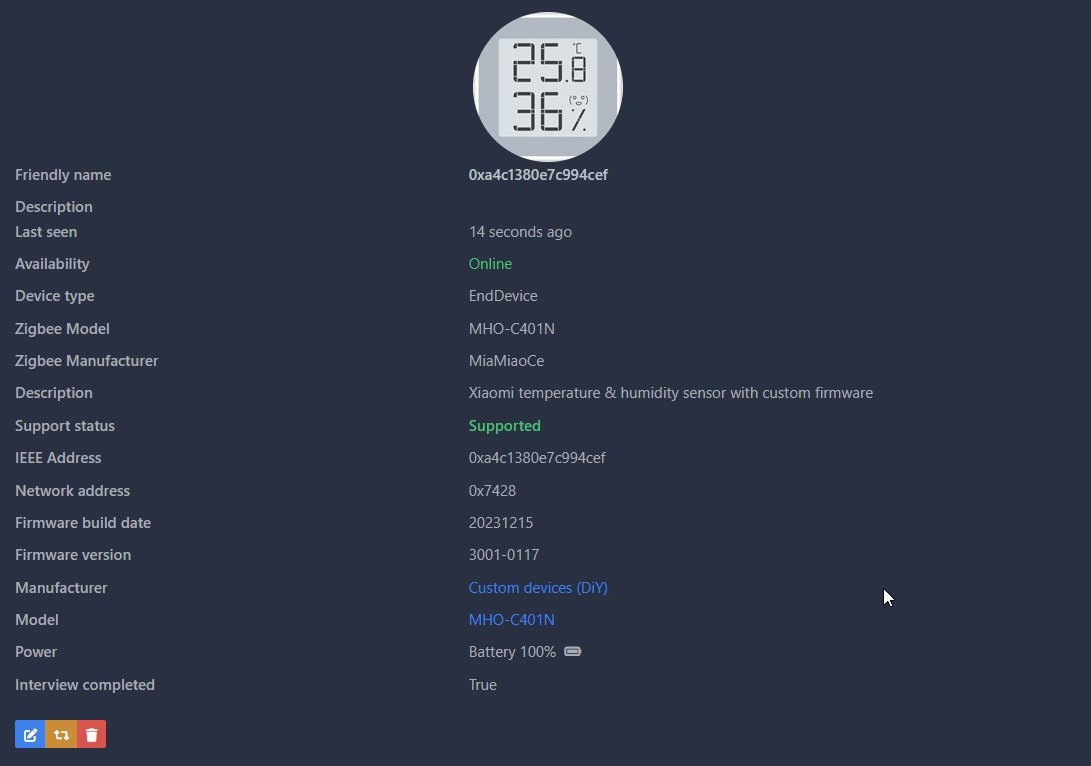 25.8 °C
36 %
Friendly name 0xa4c1380e7c994cef
Description
Last seen 14 seconds ago
Availability Online
Device type EndDevice
Zigbee Model MHO-C401N
Zigbee Manufacturer MiaMiaoCe
Description Xiaomi temperature & humidity sensor with custom firmware
Support status Supported
IEEE Address 0xa4c1380e7c994cef
Network address 0x7428
Firmware build date 20231215
Firmware version 3001-0117
Manufacturer Custom devices (DiY)
Model MHO-C401N
Power Battery 100%
Interview completed True